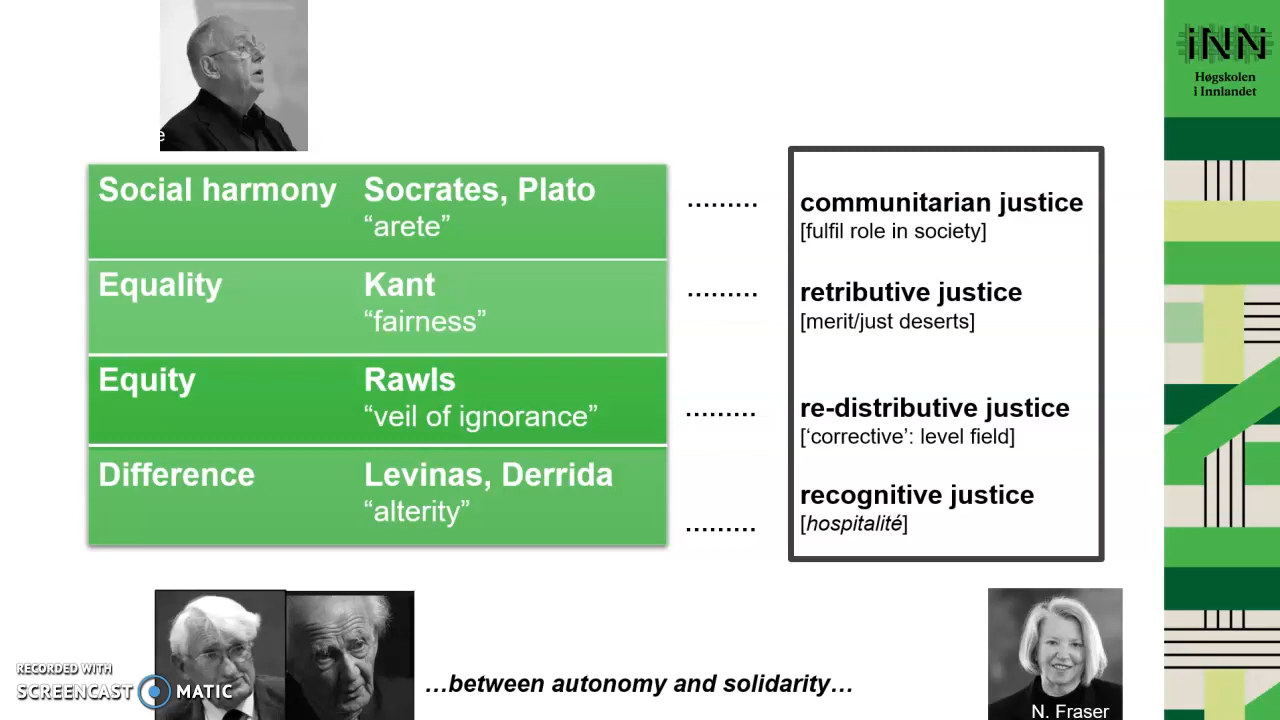 iNN
Høgskolen
i Innlandet
e
Social harmony Socrates, Plato
“arete”
.........
communitarian justice
[fulfil role in society]
Equality Kant
“fairness”
.........
retributive justice
[merit/just deserts]
Equity Rawls
“veil of ignorance”
.........
re-distributive justice
[‘corrective’: level field]
Difference Levinas, Derrida
“alterity”
.........
recognitive justice
[hospitalité]
RECORDED WITH
SCREENCAST MATIC
…between autonomy and solidarity…
N. Fraser